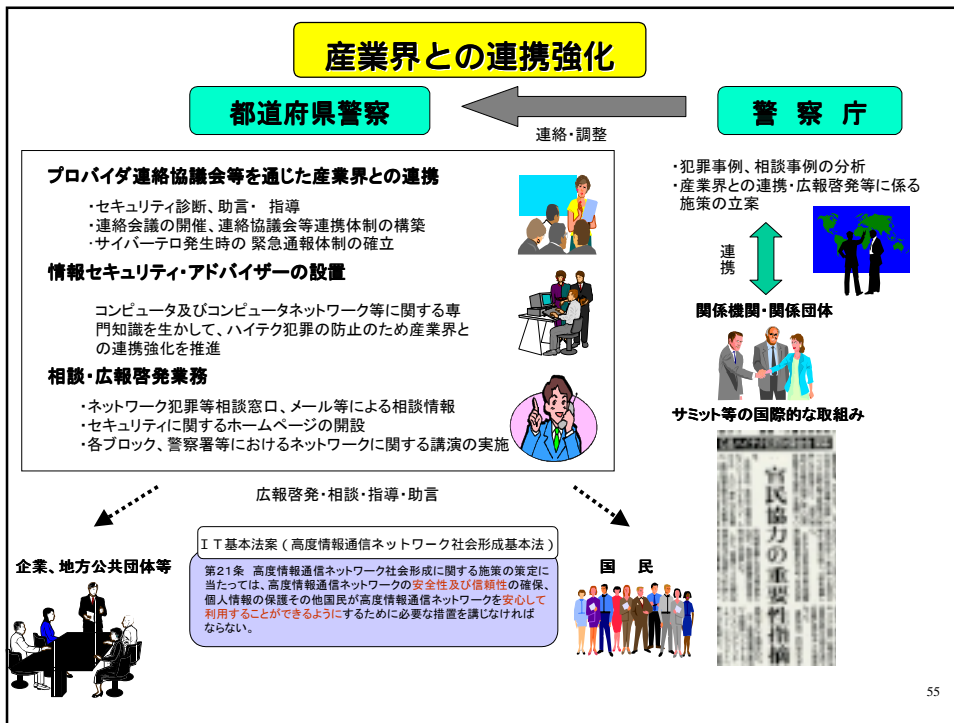 産業界との連携強化
都道府県警察
連絡・調整
警 察 庁
プロバイダ連絡協議会等を通じた産業界との連携
・セキュリティ診断、助言・ 指導
・連絡会議の開催、連絡協議会等連携体制の構築
・サイバーテロ発生時の 緊急通報体制の確立
情報セキュリティ・アドバイザーの設置
コンピュータ及びコンピュータネットワーク等に関する専
門知識を生かして、ハイテク犯罪の防止のため産業界と
の連携強化を推進
相談・広報啓発業務
・ネットワーク犯罪等相談窓口、メール等による相談情報
・セキュリティに関するホームページの開設
・各ブロック、警察署等におけるネットワークに関する講演の実施
・犯罪事例、相談事例の分析
・産業界との連携・広報啓発等に係る
施策の立案
連携
関係機関・関係団体
サミット等の国際的な取組み
官民協力の重要性指摘
広報啓発・相談・指導・助言
企業、地方公共団体等
ＩＴ基本法案（高度情報通信ネットワーク社会形成基本法）
第21条 高度情報通信ネットワーク社会形成に関する施策の策定に
当たっては、高度情報通信ネットワークの安全性及び信頼性の確保、
個人情報の保護その他国民が高度情報通信ネットワークを安心して
利用することができるようにするために必要な措置を講じなければ
ならない。
国 民
55